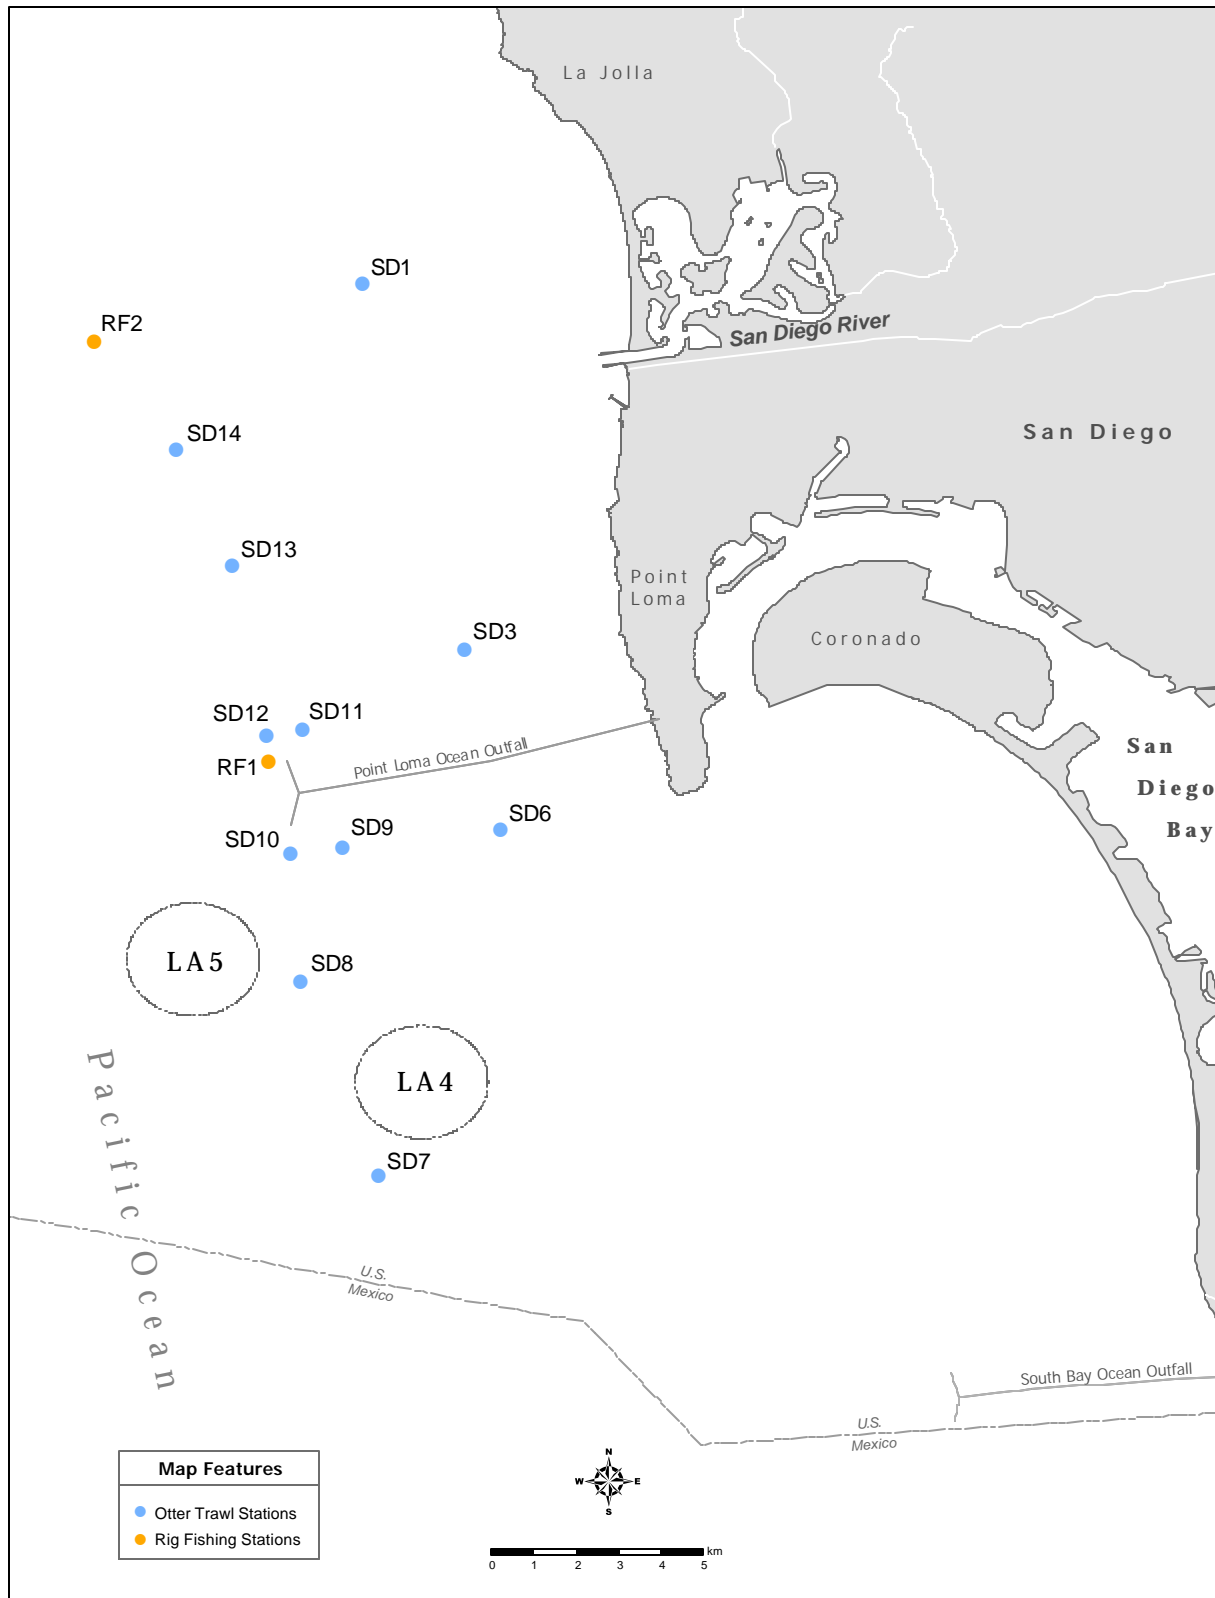 La Jolla
SD1
RF2
San Diego River
SD14
San Diego
SD13
Point
Loma
SD3
Coronado
SD12
SD11
RF1
Point Loma Ocean Outfall
San
Diego
Bay
SD10
SD9
SD6
LA5
SD8
LA4
SD7
Pacific Ocean
U.S.
Mexico
South Bay Ocean Outfall
U.S.
Mexico
Map Features
Otter Trawl Stations
Rig Fishing Stations
N
W
E
S
km
0 1 2 3 4 5